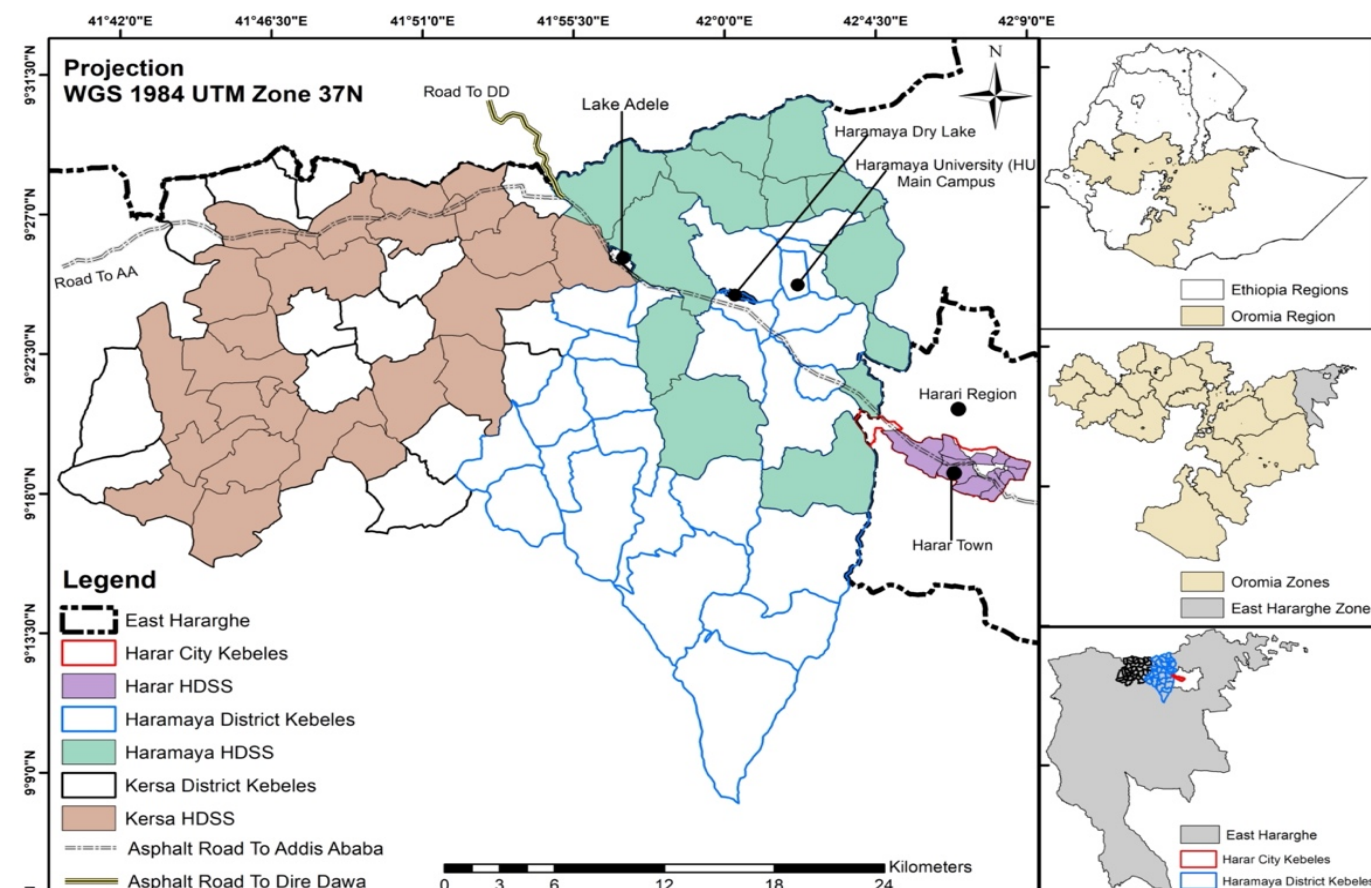 41°42'0"E 41°46'30"E 41°51'0"E 41°55'30"E 42°0'0"E 42°4'30"E 42°9'0"E
9°31'30"N
9°27'0"N
9°22'30"N
9°18'0"N
9°13'30"N
9°9'0"N
Projection
WGS 1984 UTM Zone 37N
Road To DD
Lake Adele
N
Haramaya Dry Lake
Haramaya University (HU
Main Campus
Road To AA
Harari Region
Harar Town
Legend
East Hararghe
Harar City Kebeles
Harar HDSS
Haramaya District Kebeles
Haramaya HDSS
Kersa District Kebeles
Kersa HDSS
Asphalt Road To Addis Ababa
Asphalt Road To Dire Dawa
Kilometers
0 3 6 12 18 24
Ethiopia Regions
Oromia Region
Oromia Zones
East Hararghe Zone
East Hararghe
Harar City Kebeles
Haramaya District Kebeles